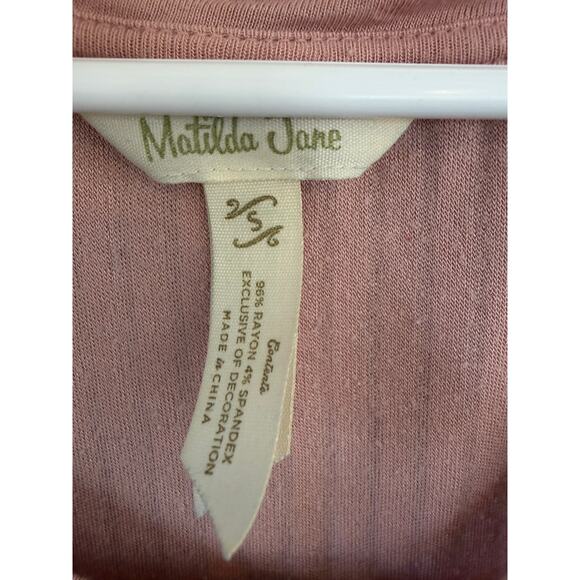 Matilda Jane
S
Contents
96% RAYON 4% SPANDEX
EXCLUSIVE OF DECORATION
MADE in CHINA